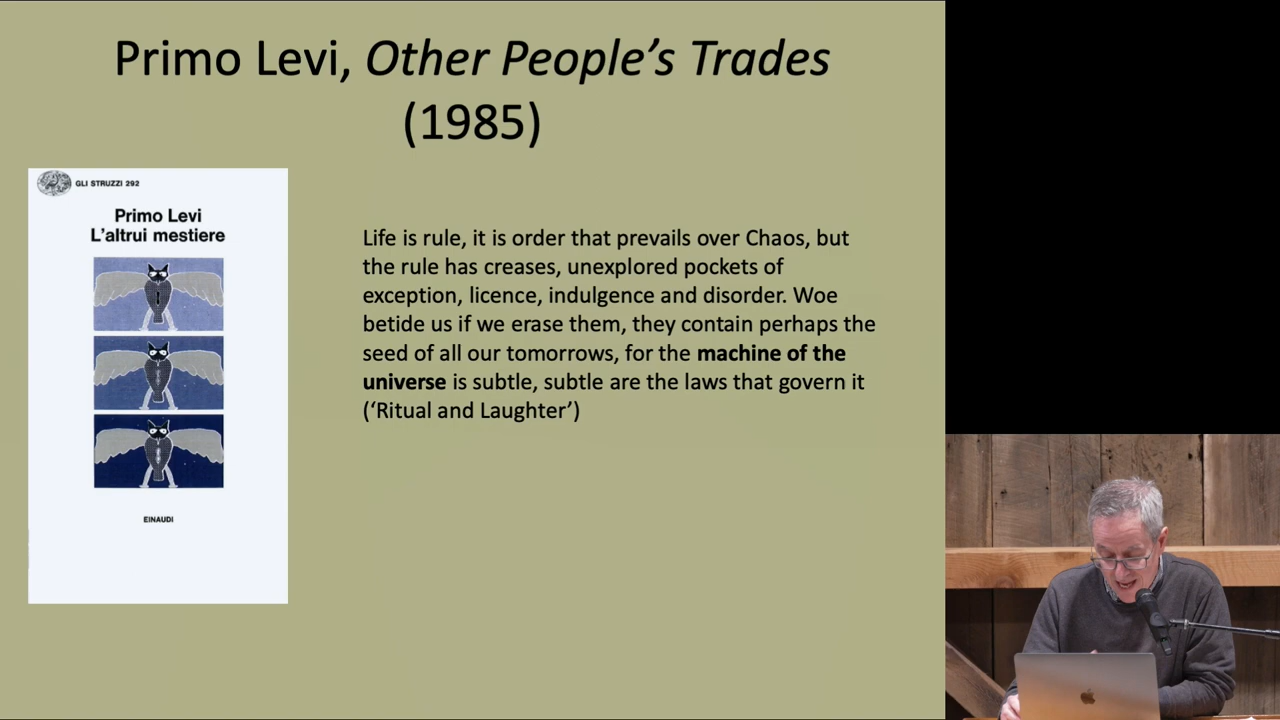 Primo Levi, Other People’s Trades
(1985)
GLI STRUZZI 292
Primo Levi
L'altrui mestiere
EINAUDI
Life is rule, it is order that prevails over Chaos, but
the rule has creases, unexplored pockets of
exception, licence, indulgence and disorder. Woe
betide us if we erase them, they contain perhaps the
seed of all our tomorrows, for the machine of the
universe is subtle, subtle are the laws that govern it
(‘Ritual and Laughter’)